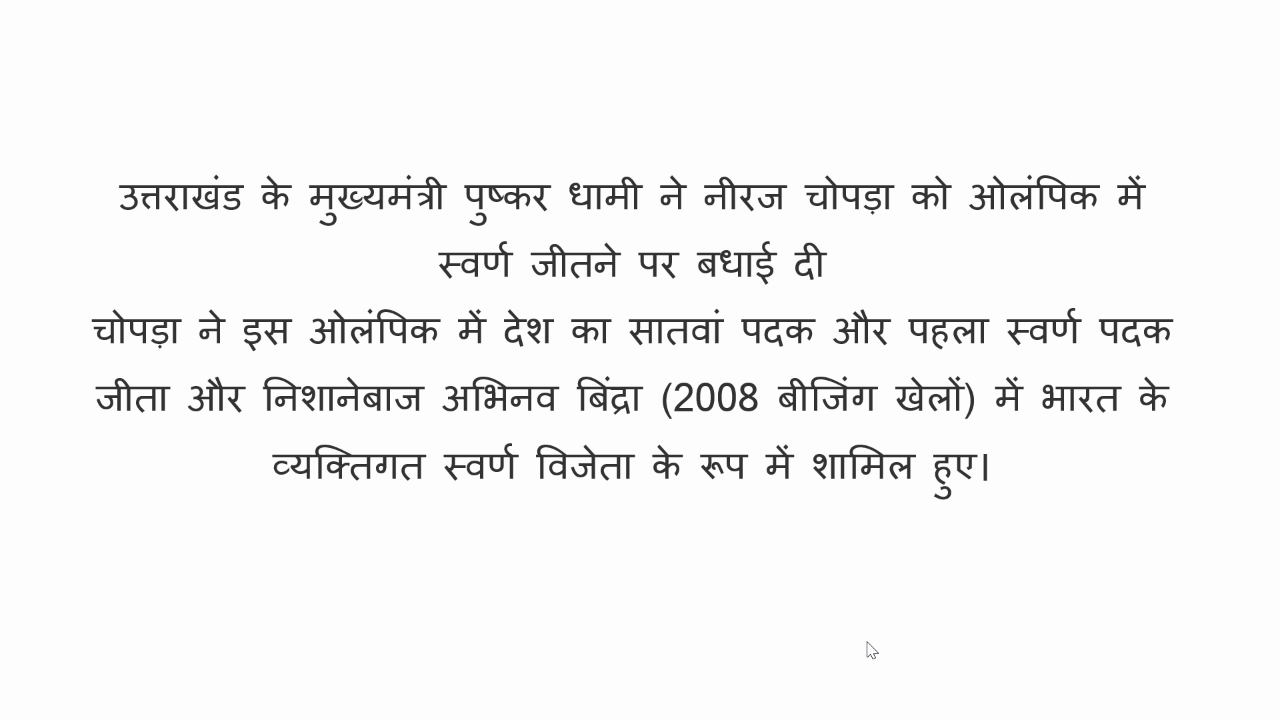 उत्तराखंड के मुख्यमंत्री पुष्कर धामी ने नीरज चोपड़ा को ओलंपिक में
स्वर्ण जीतने पर बधाई दी
चोपड़ा ने इस ओलंपिक में देश का सातवां पदक और पहला स्वर्ण पदक
जीता और निशानेबाज अभिनव बिंद्रा (2008 बीजिंग खेलों) में भारत के
व्यक्तिगत स्वर्ण विजेता के रूप में शामिल हुए।